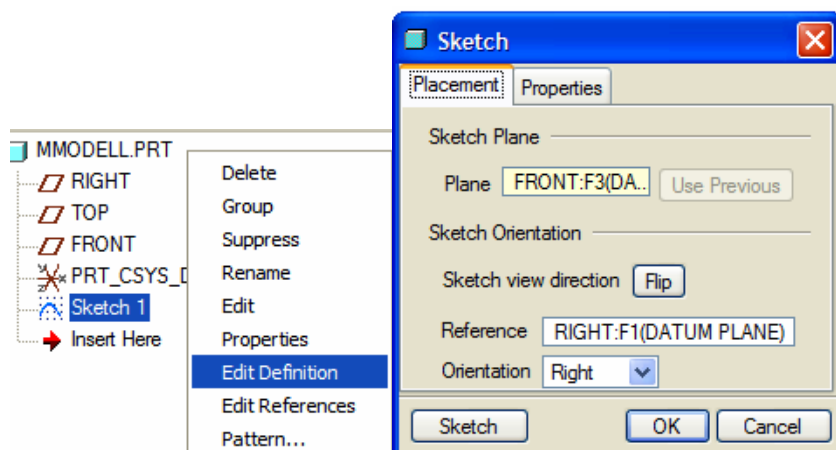 MMODELL.PRT
RIGHT
TOP
FRONT
PRT_CSYS_D
Sketch 1
Insert Here
Delete
Group
Suppress
Rename
Edit
Properties
Edit Definition
Edit References
Pattern...
Sketch
Placement Properties
Sketch Plane
Plane FRONT:F3(DA.. Use Previous
Sketch Orientation
Sketch view direction Flip
Reference RIGHT:F1(DATUM PLANE)
Orientation Right
Sketch OK Cancel